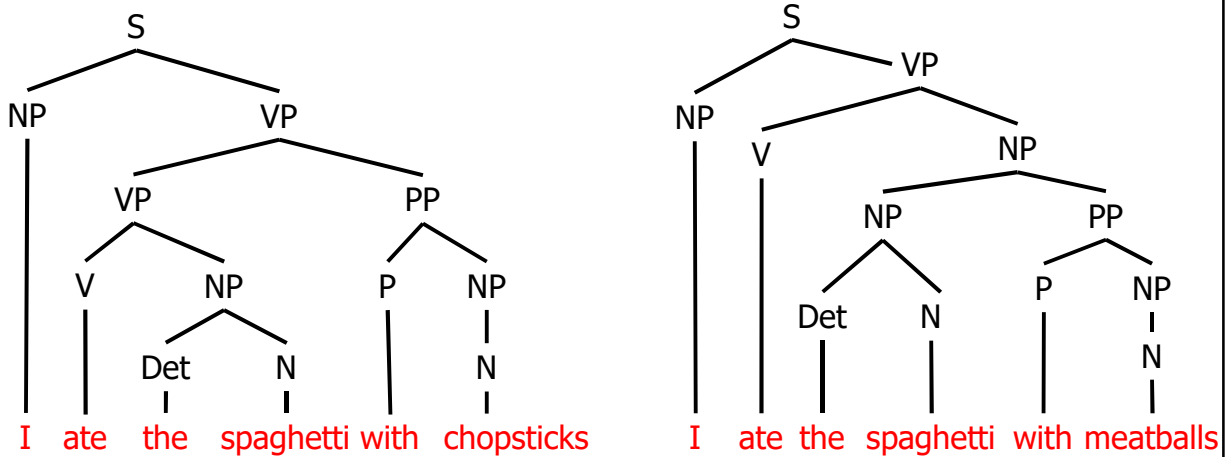 S
NP VP
VP PP
V NP P NP
Det N N
I ate the spaghetti with chopsticks
S
VP
NP
V NP
NP PP
P NP
Det N
N
I ate the spaghetti with meatballs